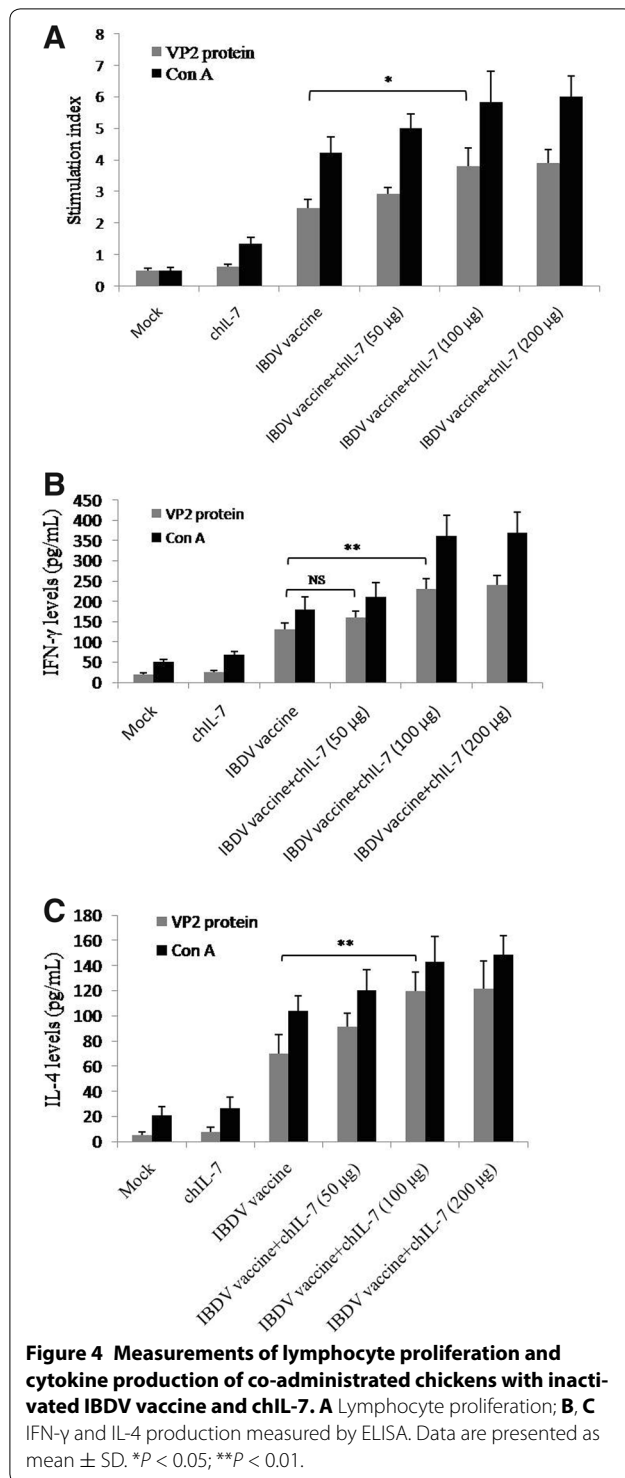 A
VP2 protein
Con A
Stimulation index
8
7
6
5
4
3
2
1
0
*
Mock
chIL-7
IBDV vaccine
IBDV vaccine+chIL-7 (50 µg)
IBDV vaccine+chIL-7 (100 µg)
IBDV vaccine+chIL-7 (200 µg)
B
VP2 protein
Con A
IFN-γ levels (pg/mL)
450
400
350
300
250
200
150
100
50
0
**
NS
Mock
chIL-7
IBDV vaccine
IBDV vaccine+chIL-7 (50 µg)
IBDV vaccine+chIL-7 (100 µg)
IBDV vaccine+chIL-7 (200 µg)
C
VP2 protein
Con A
IL-4 levels (pg/mL)
180
160
140
120
100
80
60
40
20
0
**
Mock
chIL-7
IBDV vaccine
IBDV vaccine+chIL-7 (50 µg)
IBDV vaccine+chIL-7 (100 µg)
IBDV vaccine+chIL-7 (200 µg)
Figure 4 Measurements of lymphocyte proliferation and
cytokine production of co-administrated chickens with inacti-
vated IBDV vaccine and chIL-7. A Lymphocyte proliferation; B, C
IFN-γ and IL-4 production measured by ELISA. Data are presented as
mean ± SD. *P < 0.05; **P < 0.01.